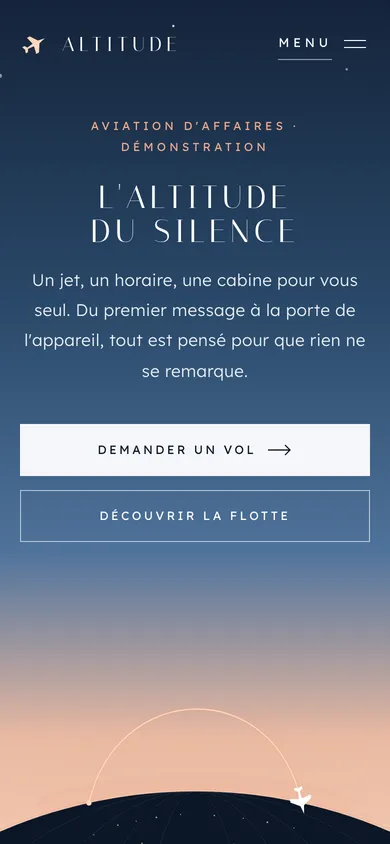 ALTITUDE
MENU
AVIATION D'AFFAIRES ·
DÉMONSTRATION
L'ALTITUDE
DU SILENCE
Un jet, un horaire, une cabine pour vous
seul. Du premier message à la porte de
l'appareil, tout est pensé pour que rien ne
se remarque.
DEMANDER UN VOL
DÉCOUVRIR LA FLOTTE